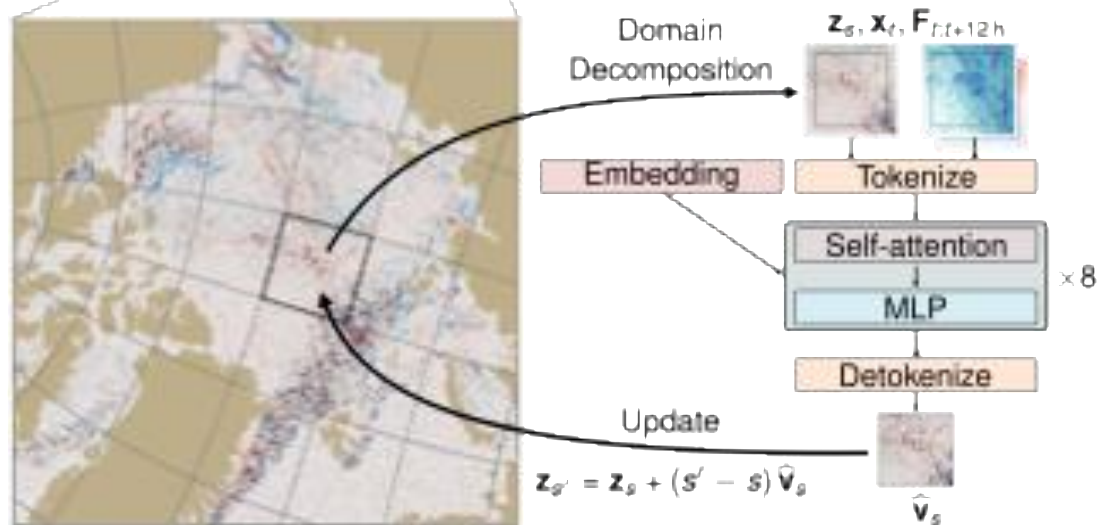 Domain
Decomposition
z_s, x_t, F_{t:t+12 h}
Embedding
Tokenize
Self-attention
MLP
× 8
Detokenize
Update
z_{s'} = z_s + (s' − s) v̂_s
v̂_s